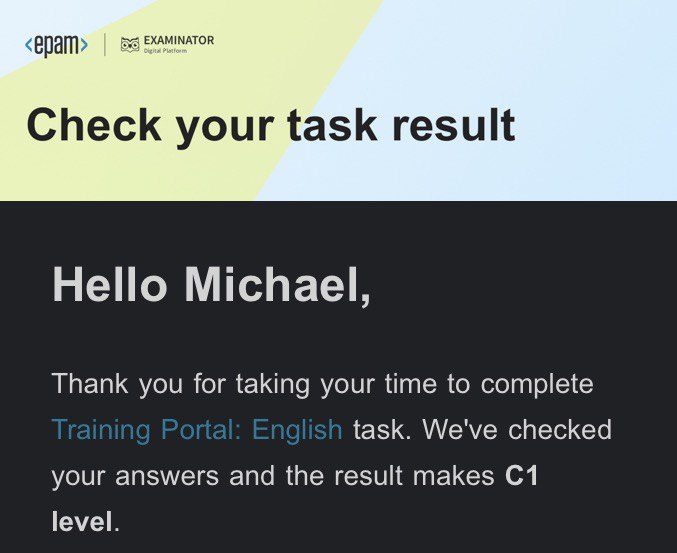 <epam> | EXAMINATOR
Digital Platform
Check your task result
Hello Michael,
Thank you for taking your time to complete
Training Portal: English task. We've checked
your answers and the result makes C1
level.